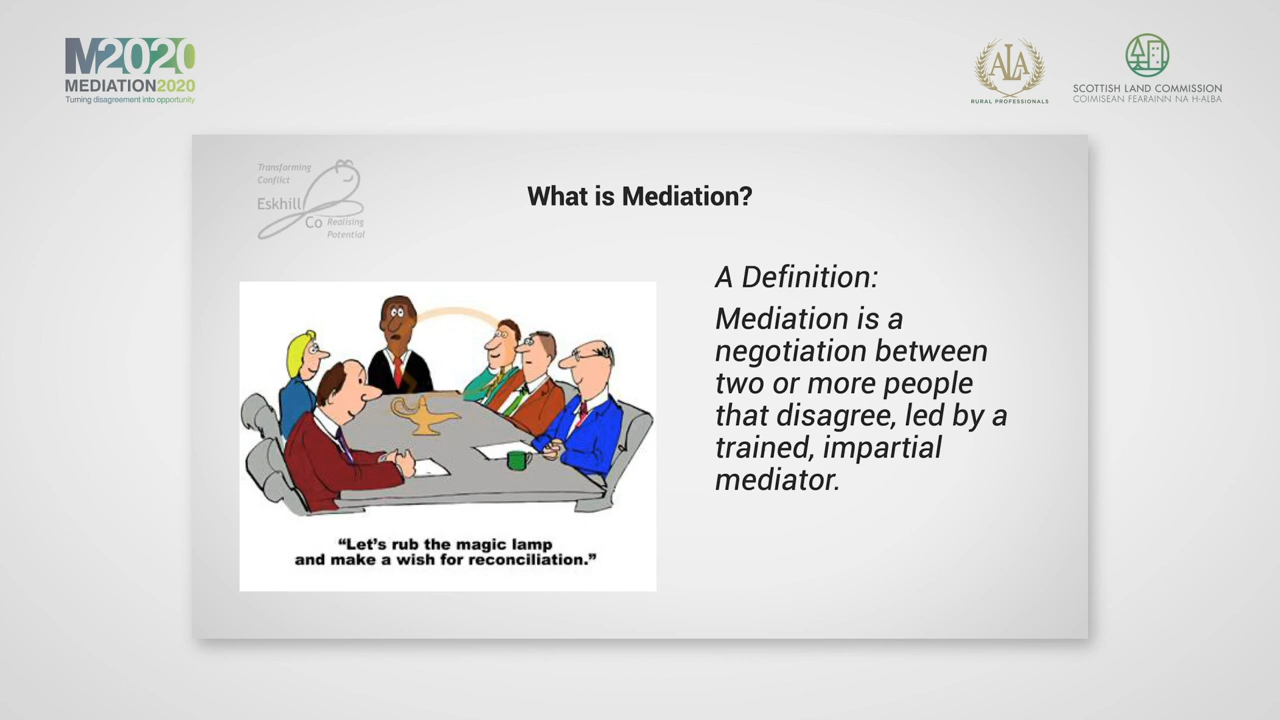 M2020
MEDIATION2020
Turning disagreement into opportunity
ALA
RURAL PROFESSIONALS
SCOTTISH LAND COMMISSION
COIMISEAN FEARAINN NA H-ALBA
Transforming
Conflict
Eskhill
Co Realising
Potential
What is Mediation?
“Let’s rub the magic lamp
and make a wish for reconciliation.”
A Definition:
Mediation is a
negotiation between
two or more people
that disagree, led by a
trained, impartial
mediator.